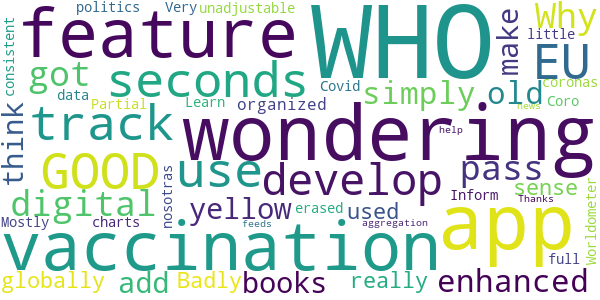 politics Very unadjustable
consistent feature WHO Why
make little
got seconds EU
Covid coronas
data Partial Learn organized simply old Coro
think track wondering news
help
GOOD use develop pass
sense
digital nosotras yellow erased used Inform Thanks Worldometer
Mostly charts vaccination feeds aggregation app
full
globally add Badly books really enhanced